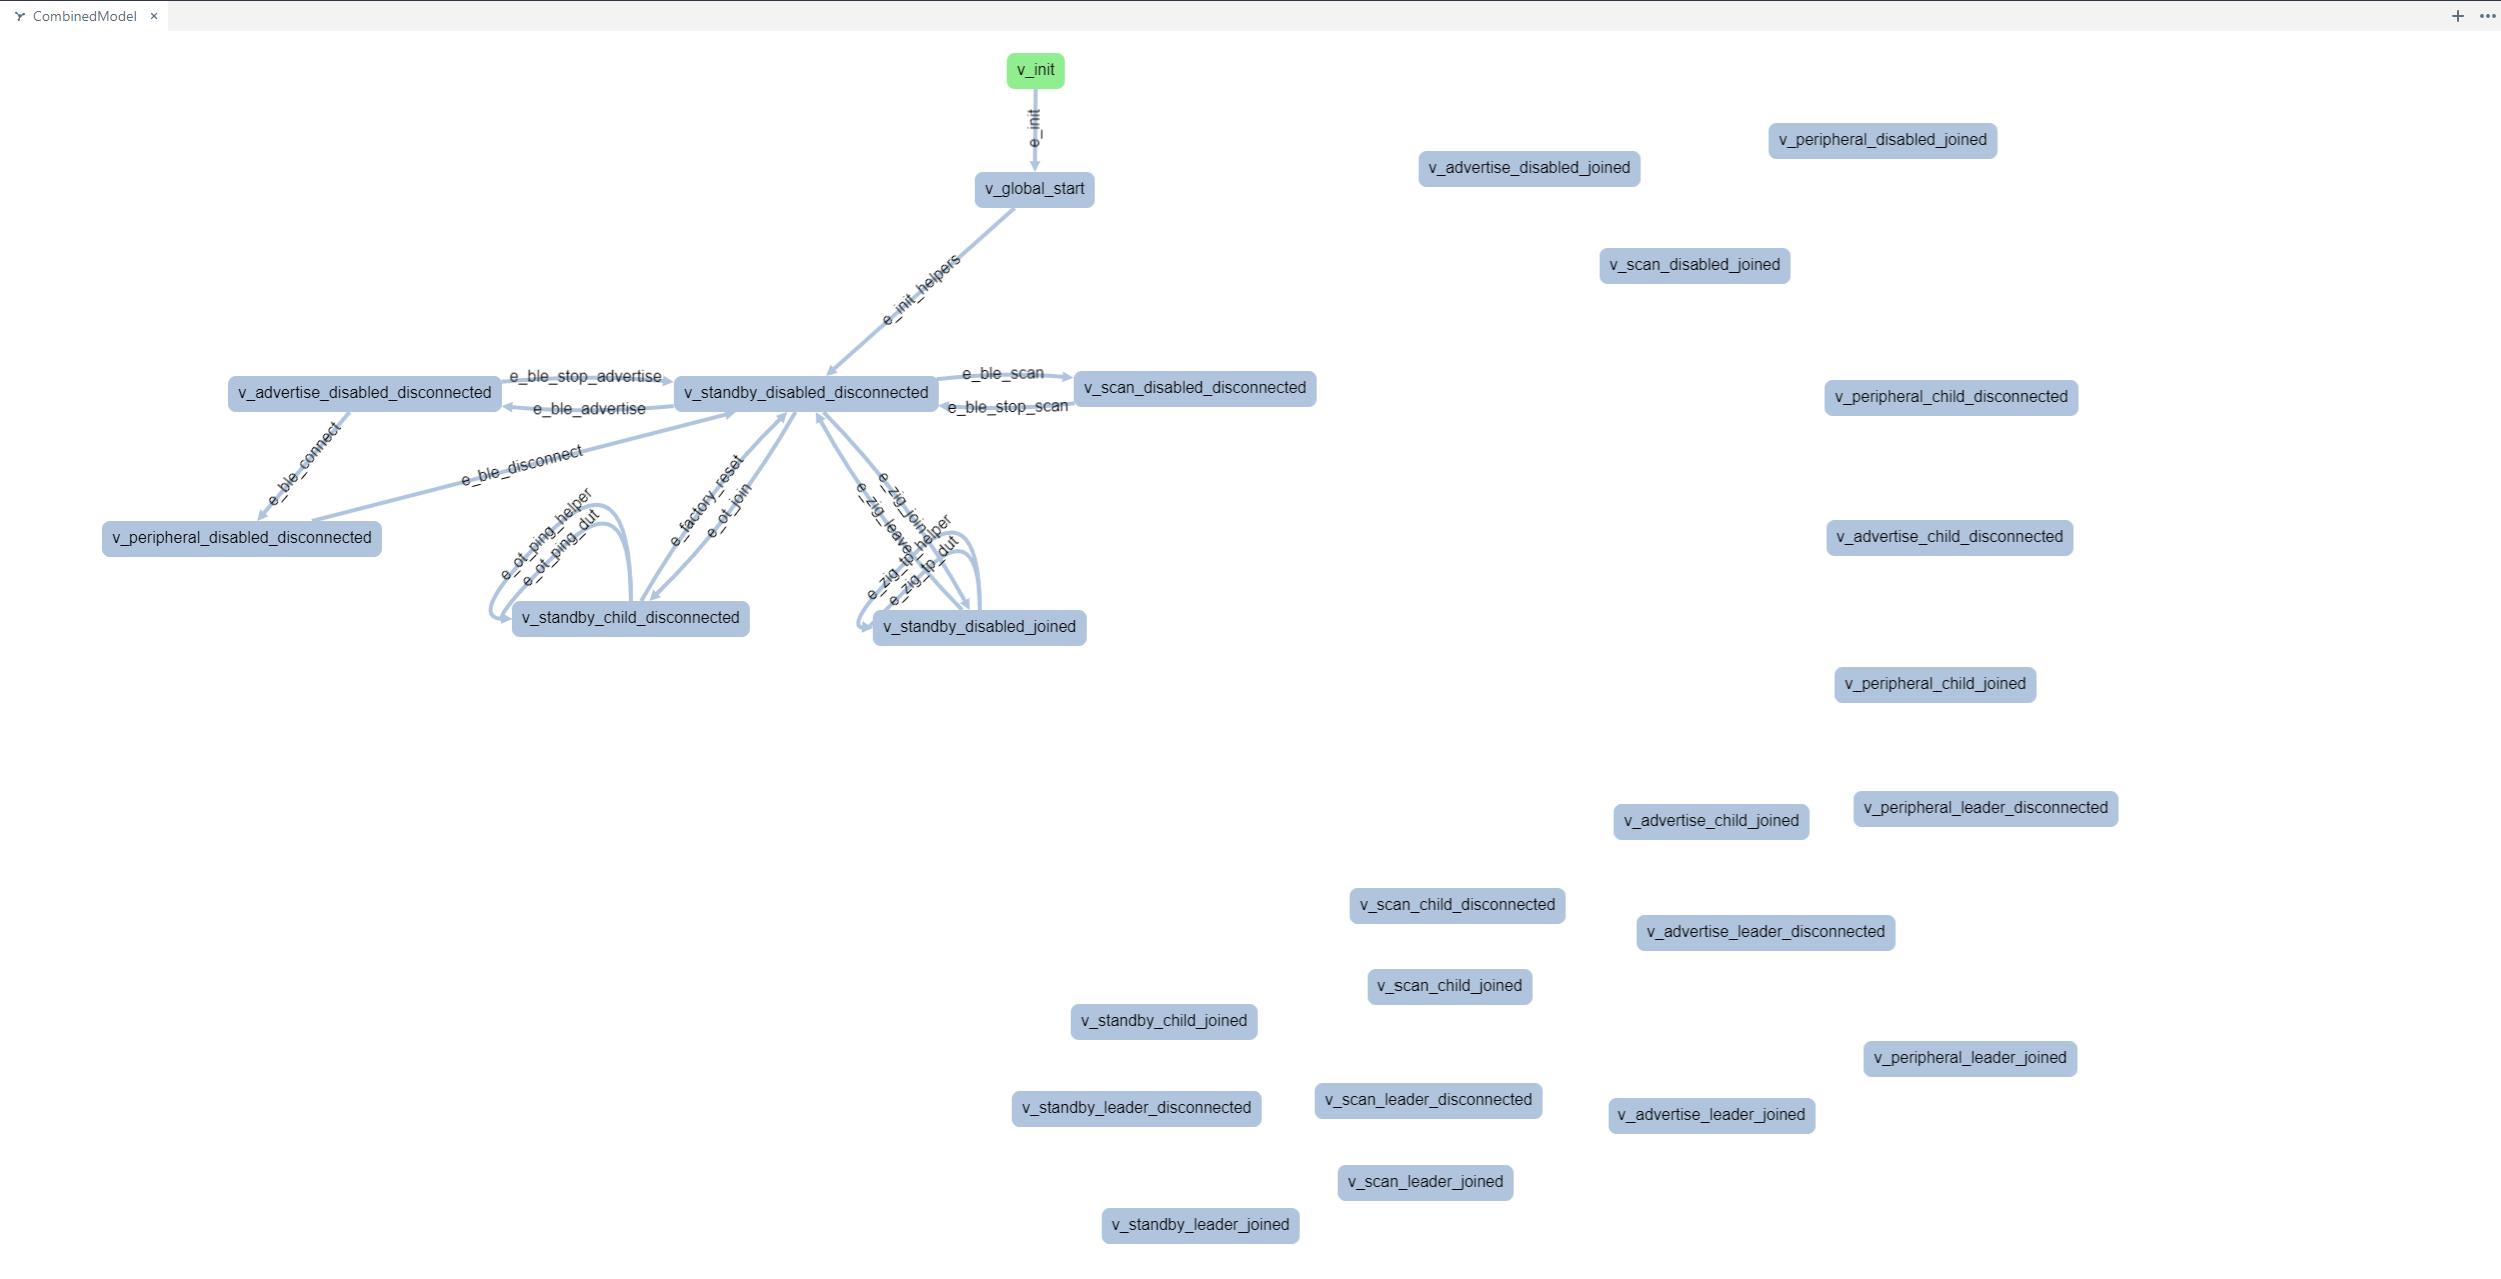 CombinedModel
v_init
e_init
v_peripheral_disabled_joined
v_advertise_disabled_joined
v_global_start
v_scan_disabled_joined
e_init_helpers
e_ble_stop_advertise
e_ble_scan
v_advertise_disabled_disconnected
v_standby_disabled_disconnected
v_scan_disabled_disconnected
v_peripheral_child_disconnected
e_ble_advertise
e_ble_stop_scan
e_ble_connect
e_ble_disconnect
e_factory_reset
e_ot_join
e_zig_join
e_zig_leave
e_ot_ping_helper
e_ot_ping_dut
e_zig_tp_helper
e_zig_tp_dut
v_peripheral_disabled_disconnected
v_advertise_child_disconnected
v_standby_child_disconnected
v_standby_disabled_joined
v_peripheral_child_joined
v_peripheral_leader_disconnected
v_advertise_child_joined
v_scan_child_disconnected
v_advertise_leader_disconnected
v_scan_child_joined
v_standby_child_joined
v_peripheral_leader_joined
v_scan_leader_disconnected
v_standby_leader_disconnected
v_advertise_leader_joined
v_scan_leader_joined
v_standby_leader_joined